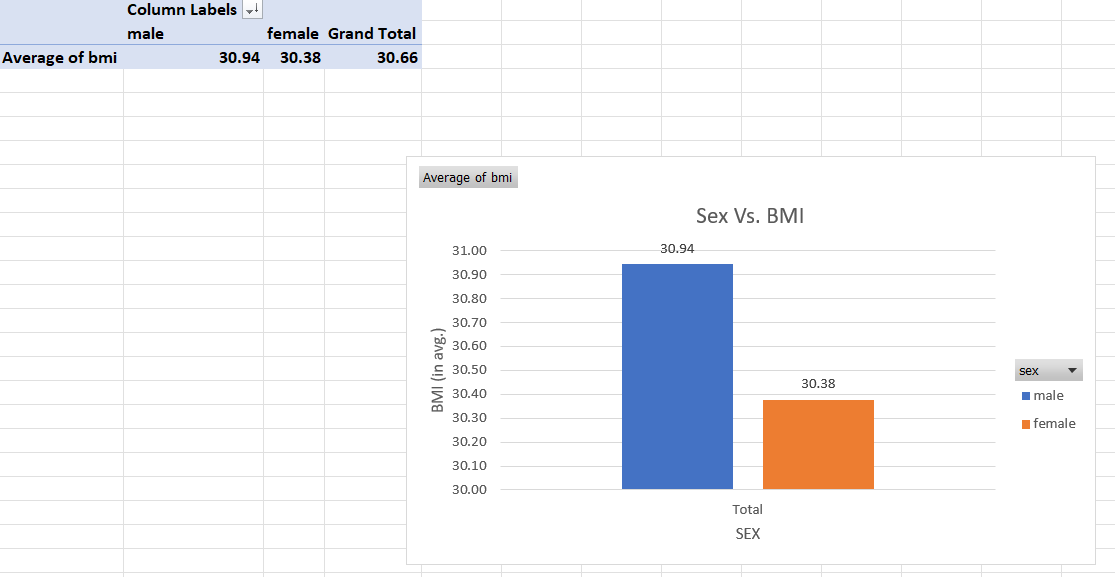 Column Labels
male female Grand Total
Average of bmi 30.94 30.38 30.66
Average of bmi
Sex Vs. BMI
31.00
30.90
30.80
30.70
30.60
30.50
30.40
30.30
30.20
30.10
30.00
BMI (in avg.)
30.94
30.38
Total
SEX
sex
male
female